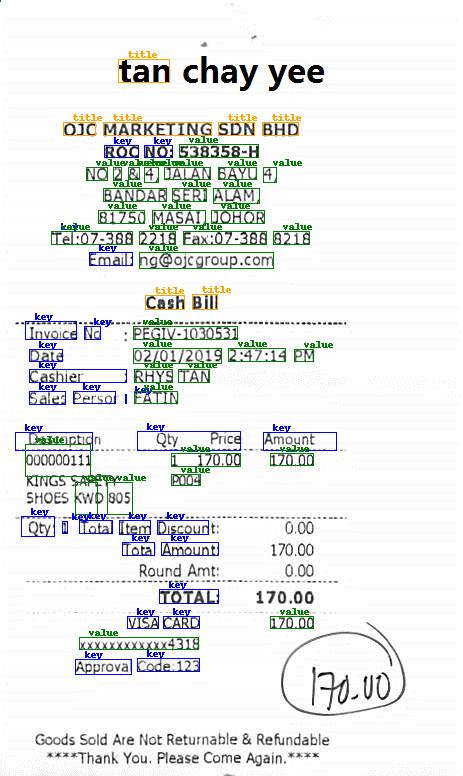 tan chay yee
OJC MARKETING SDN BHD
ROC NO: 538358-H
NO 2 & 4, JALAN BAYU 4,
BANDAR SERI ALAM,
81750 MASAI, JOHOR
Tel:07-388 2218 Fax:07-388 8218
Email: ng@ojcgroup.com
Cash Bill
Invoice No : PEGIV-1030531
Date 02/01/2019 2:47:14 PM
Cashier : RHYS TAN
Sales Person : FATIN
Description Qty Price Amount
000000111 1 170.00 170.00
KINGS SAFETY P004
SHOES KWD 805
Qty: 1 Total Item Discount: 0.00
Total Amount: 170.00
Round Amt: 0.00
TOTAL: 170.00
VISA CARD 170.00
xxxxxxxxxxxx4318
Approval Code:123
170.00
Goods Sold Are Not Returnable & Refundable
****Thank You. Please Come Again.****